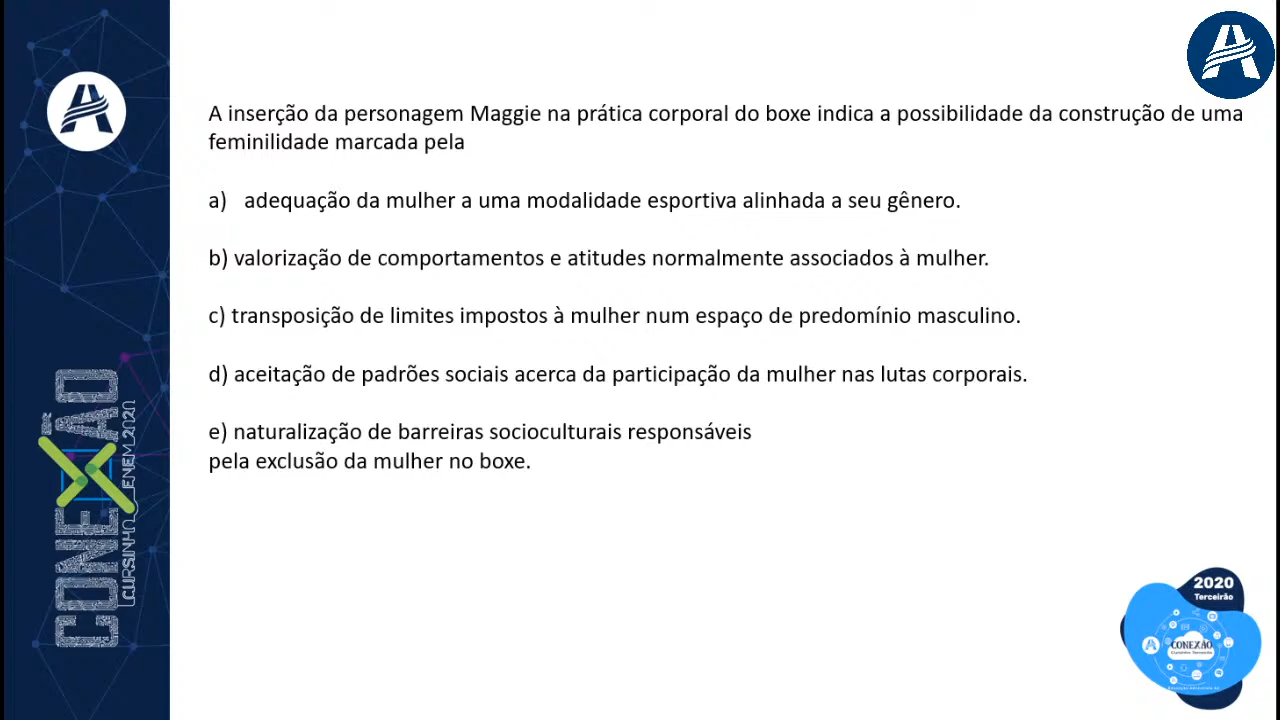 A inserção da personagem Maggie na prática corporal do boxe indica a possibilidade da construção de uma
feminilidade marcada pela
a) adequação da mulher a uma modalidade esportiva alinhada a seu gênero.
b) valorização de comportamentos e atitudes normalmente associados à mulher.
c) transposição de limites impostos à mulher num espaço de predomínio masculino.
d) aceitação de padrões sociais acerca da participação da mulher nas lutas corporais.
e) naturalização de barreiras socioculturais responsáveis
pela exclusão da mulher no boxe.
CONEXÃO
CURSINHO_ENEM_2020
2020
Terceirão
CONEXÃO